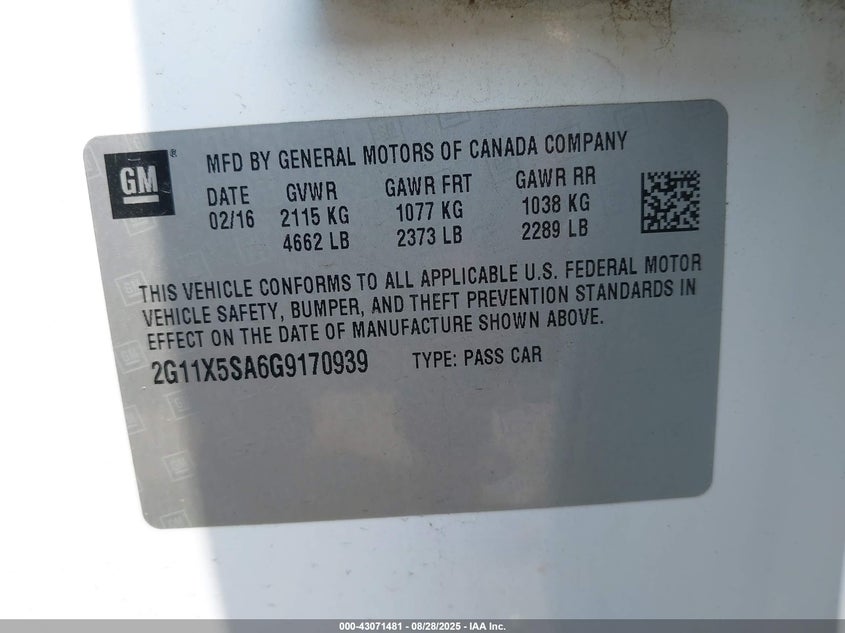 GM ® MFD BY GENERAL MOTORS OF CANADA COMPANY
DATE GVWR GAWR FRT GAWR RR
02/16 2115 KG 1077 KG 1038 KG
4662 LB 2373 LB 2289 LB
THIS VEHICLE CONFORMS TO ALL APPLICABLE U.S. FEDERAL MOTOR
VEHICLE SAFETY, BUMPER, AND THEFT PREVENTION STANDARDS IN
EFFECT ON THE DATE OF MANUFACTURE SHOWN ABOVE.
2G11X5SA6G9170939 TYPE: PASS CAR
000-43071481 - 08/28/2025 - IAA Inc.